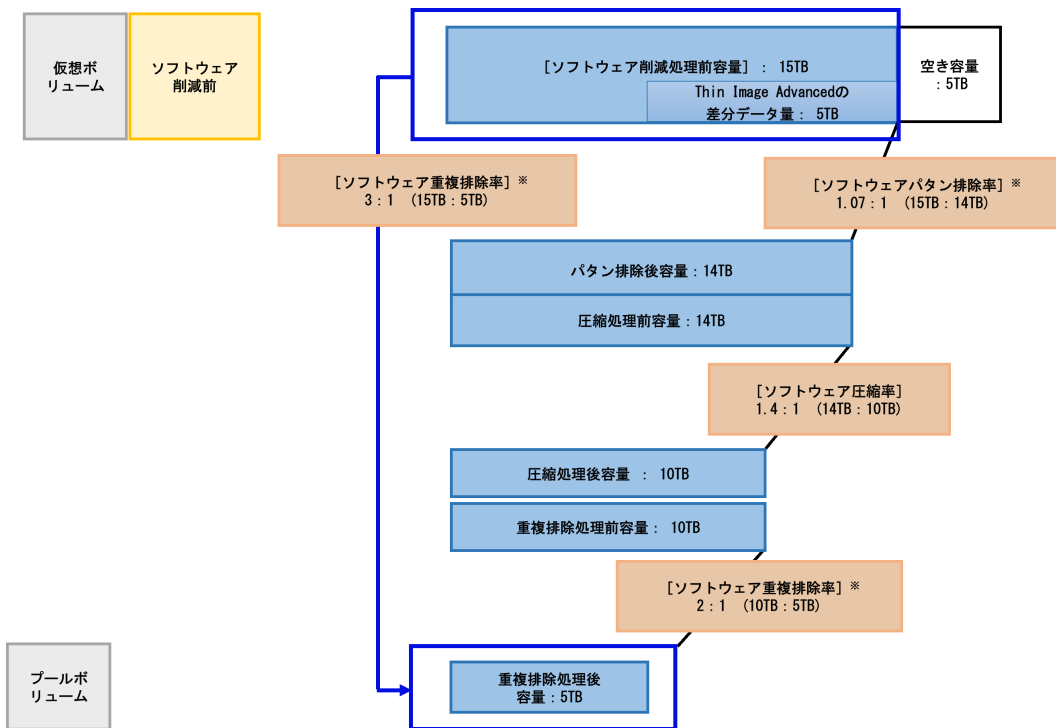 仮想ボ
リューム
ソフトウェア
削減前
[ソフトウェア削減処理前容量] : 15TB
Thin Image Advancedの
差分データ量: 5TB
空き容量
:5TB
[ソフトウェア重複排除率]※
3:1 (15TB:5TB)
[ソフトウェアパタン排除率]※
1.07:1 (15TB:14TB)
パタン排除後容量:14TB
圧縮処理前容量:14TB
[ソフトウェア圧縮率]
1.4:1 (14TB:10TB)
圧縮処理後容量 : 10TB
重複排除処理前容量: 10TB
[ソフトウェア重複排除率]※
2:1 (10TB:5TB)
プールボ
リューム
重複排除処理後
容量:5TB